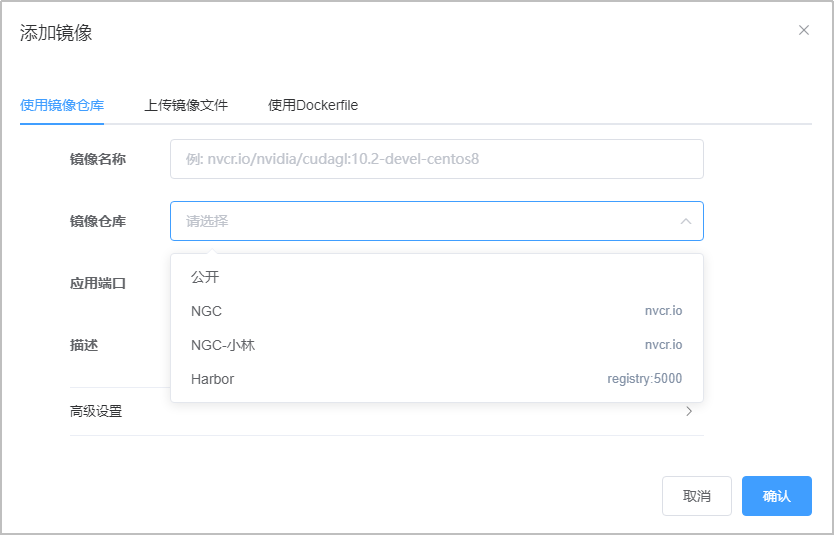 添加镜像
使用镜像仓库 上传镜像文件 使用Dockerfile
镜像名称 例: nvcr.io/nvidia/cudagl:10.2-devel-centos8
镜像仓库 请选择
应用端口
描述
公开
NGC nvcr.io
NGC-小林 nvcr.io
Harbor registry:5000
高级设置
取消 确认